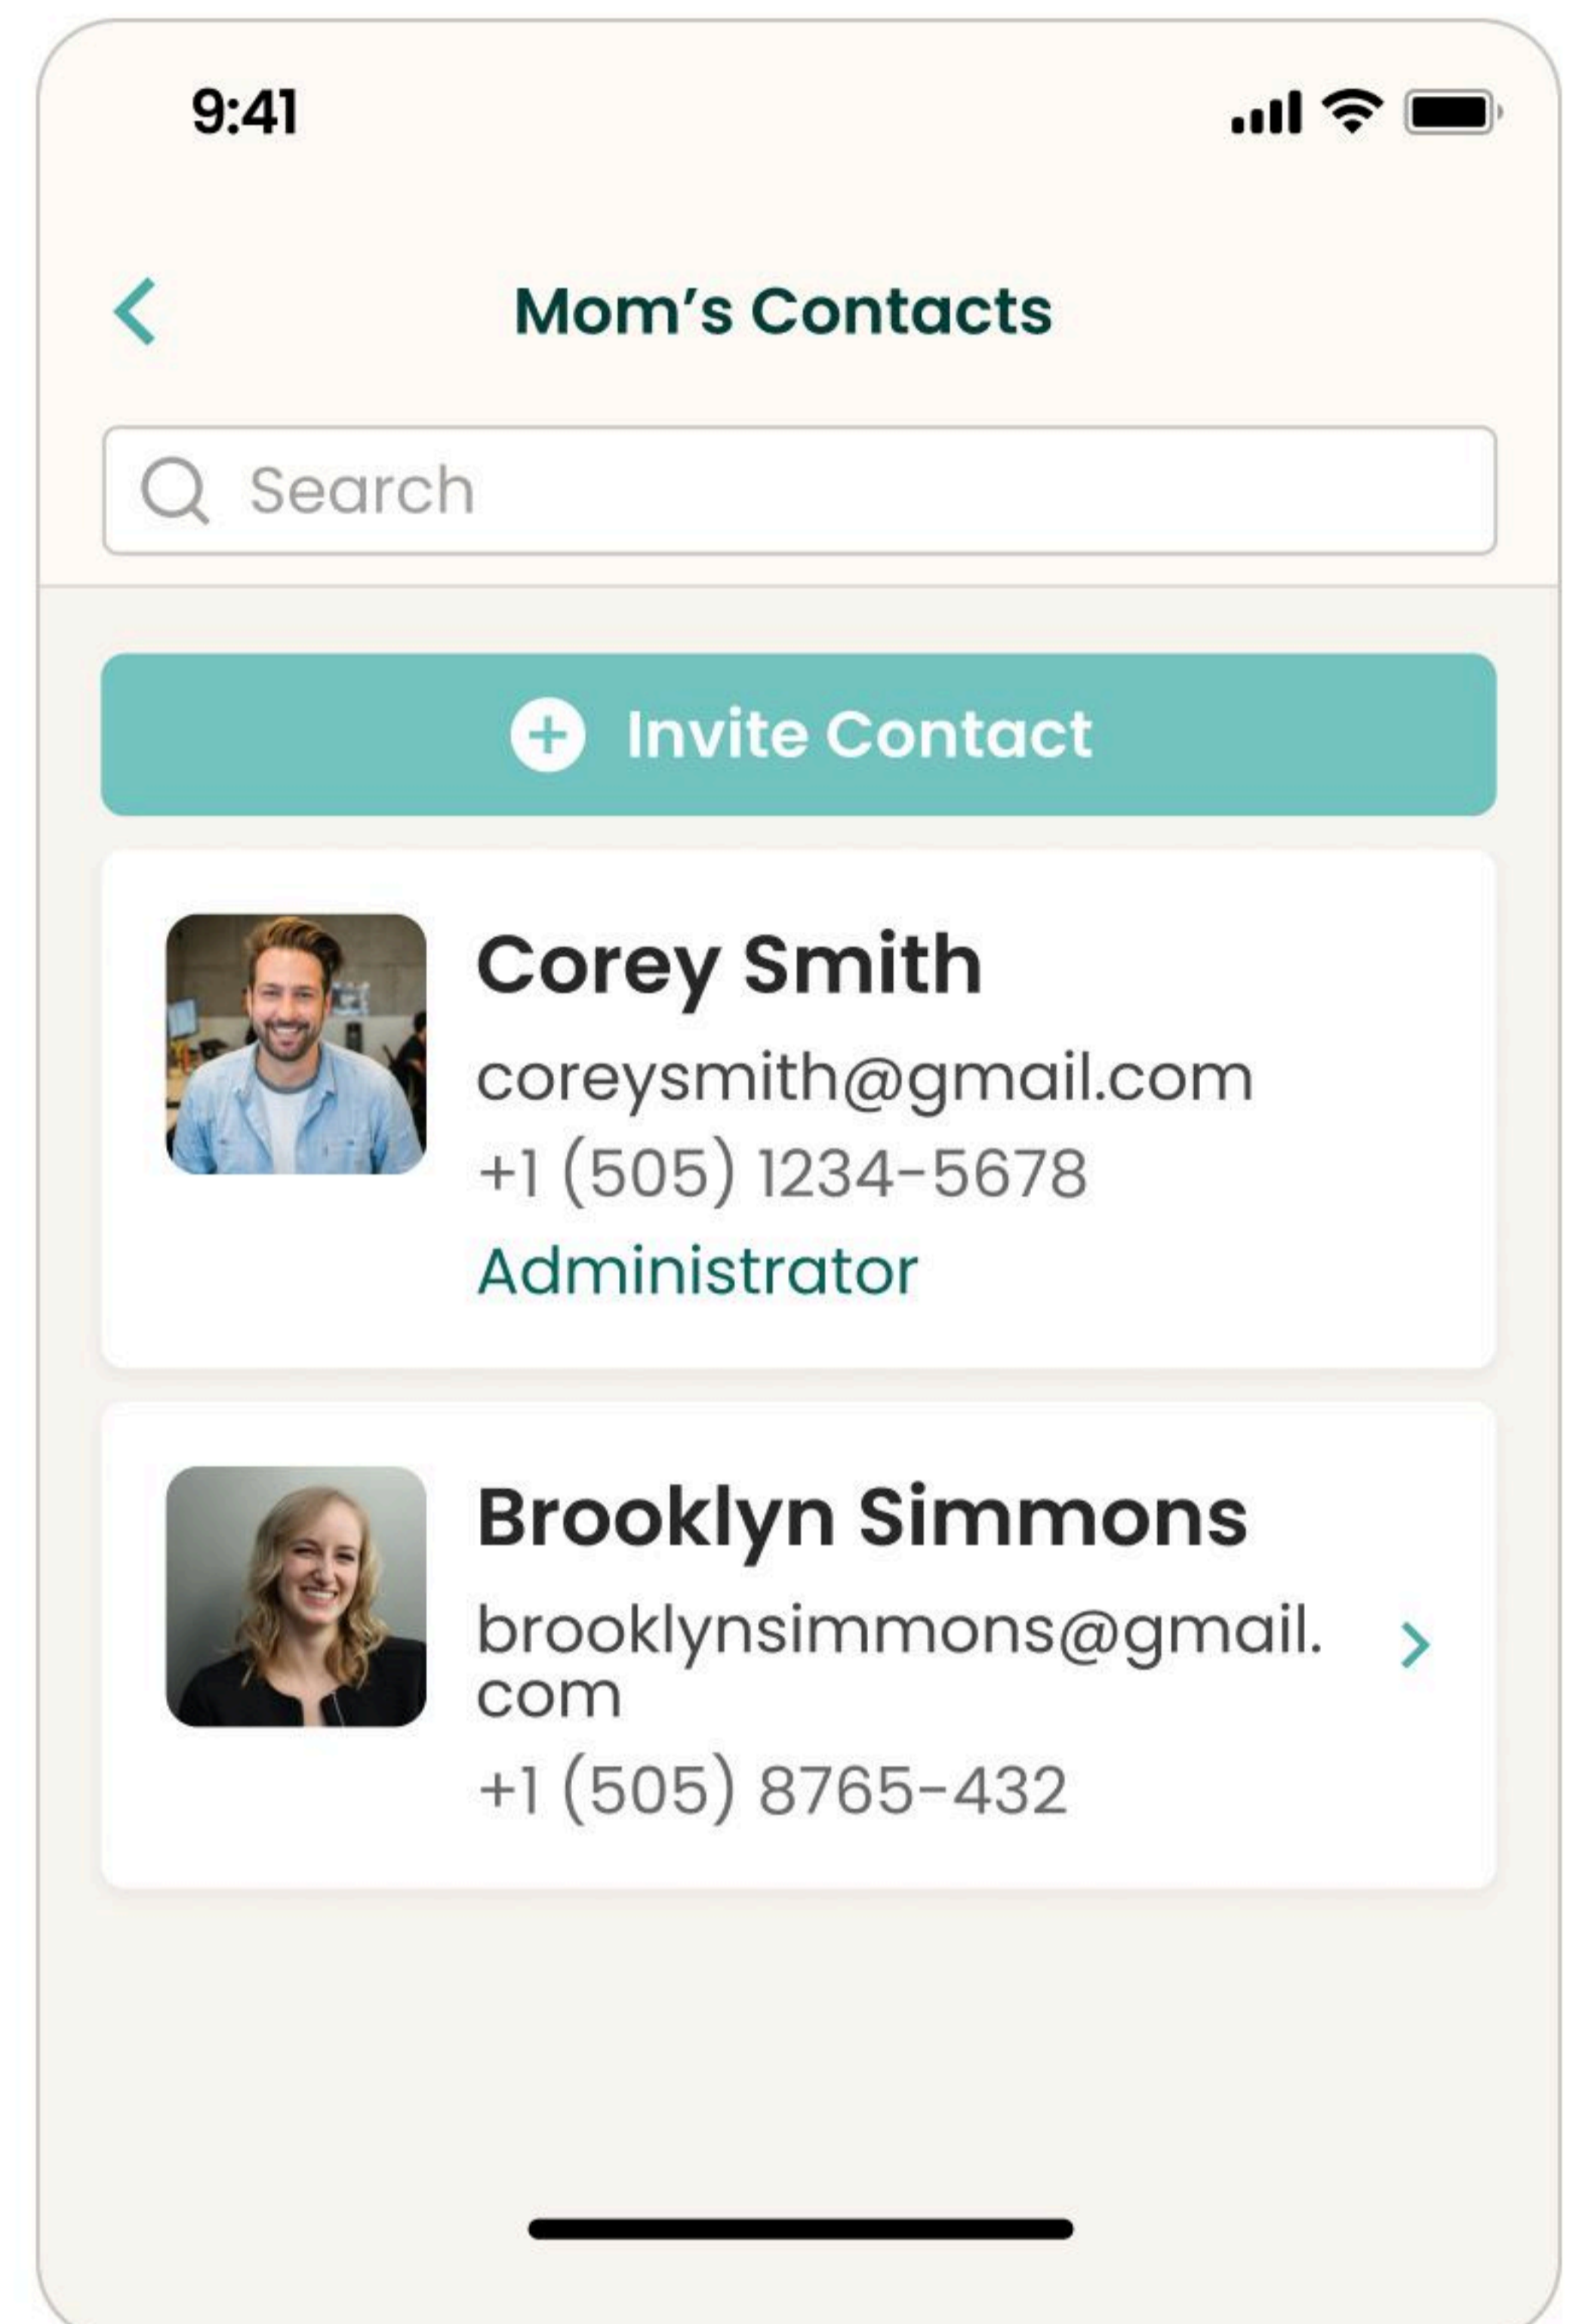 9:41
Mom’s Contacts
Search
Invite Contact
Corey Smith
coreysmith@gmail.com
+1 (505) 1234-5678
Administrator
Brooklyn Simmons
brooklynsimmons@gmail.
com
+1 (505) 8765-432